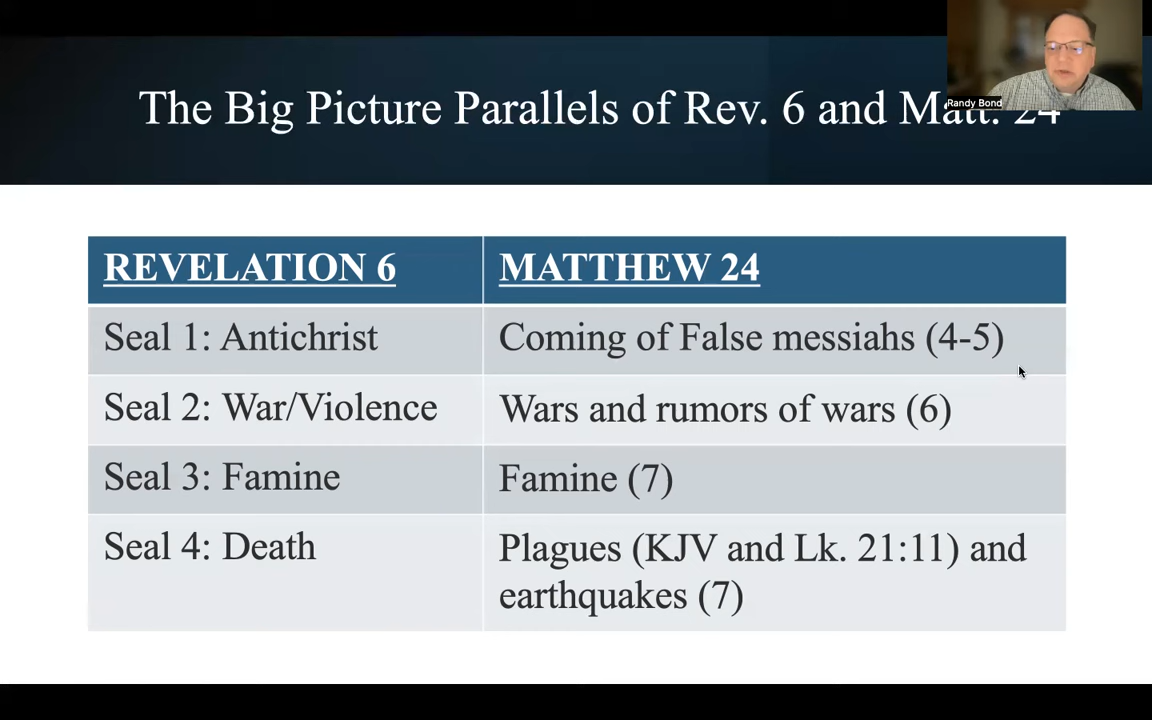 The Big Picture Parallels of Rev. 6 and Matt. 24
Randy Bond
REVELATION 6
MATTHEW 24
Seal 1: Antichrist
Coming of False messiahs (4-5)
Seal 2: War/Violence
Wars and rumors of wars (6)
Seal 3: Famine
Famine (7)
Seal 4: Death
Plagues (KJV and Lk. 21:11) and
earthquakes (7)